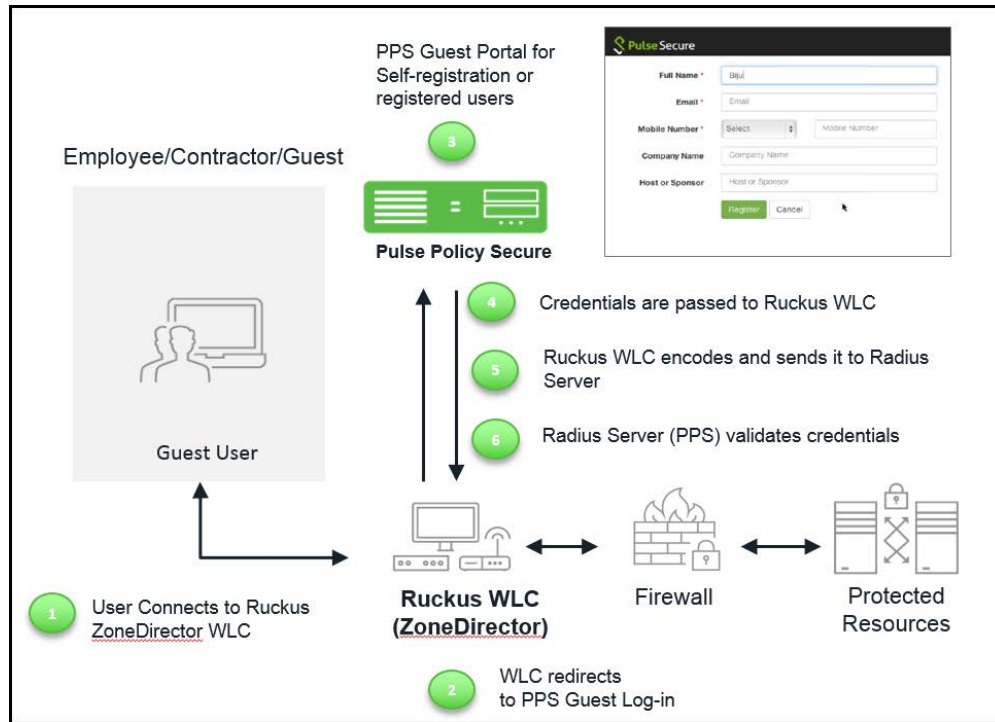 PPS Guest Portal for
Self-registration or
registered users
3
Employee/Contractor/Guest
Guest User
Pulse Policy Secure
PulseSecure
Full Name *
Biju
Email *
Email
Mobile Number *
Select
Mobile Number
Company Name
Company Name
Host or Sponsor
Host or Sponsor
Register
Cancel
4
Credentials are passed to Ruckus WLC
5
Ruckus WLC encodes and sends it to Radius
Server
6
Radius Server (PPS) validates credentials
1
User Connects to Ruckus
ZoneDirector WLC
Ruckus WLC
(ZoneDirector)
Firewall
Protected
Resources
2
WLC redirects
to PPS Guest Log-in